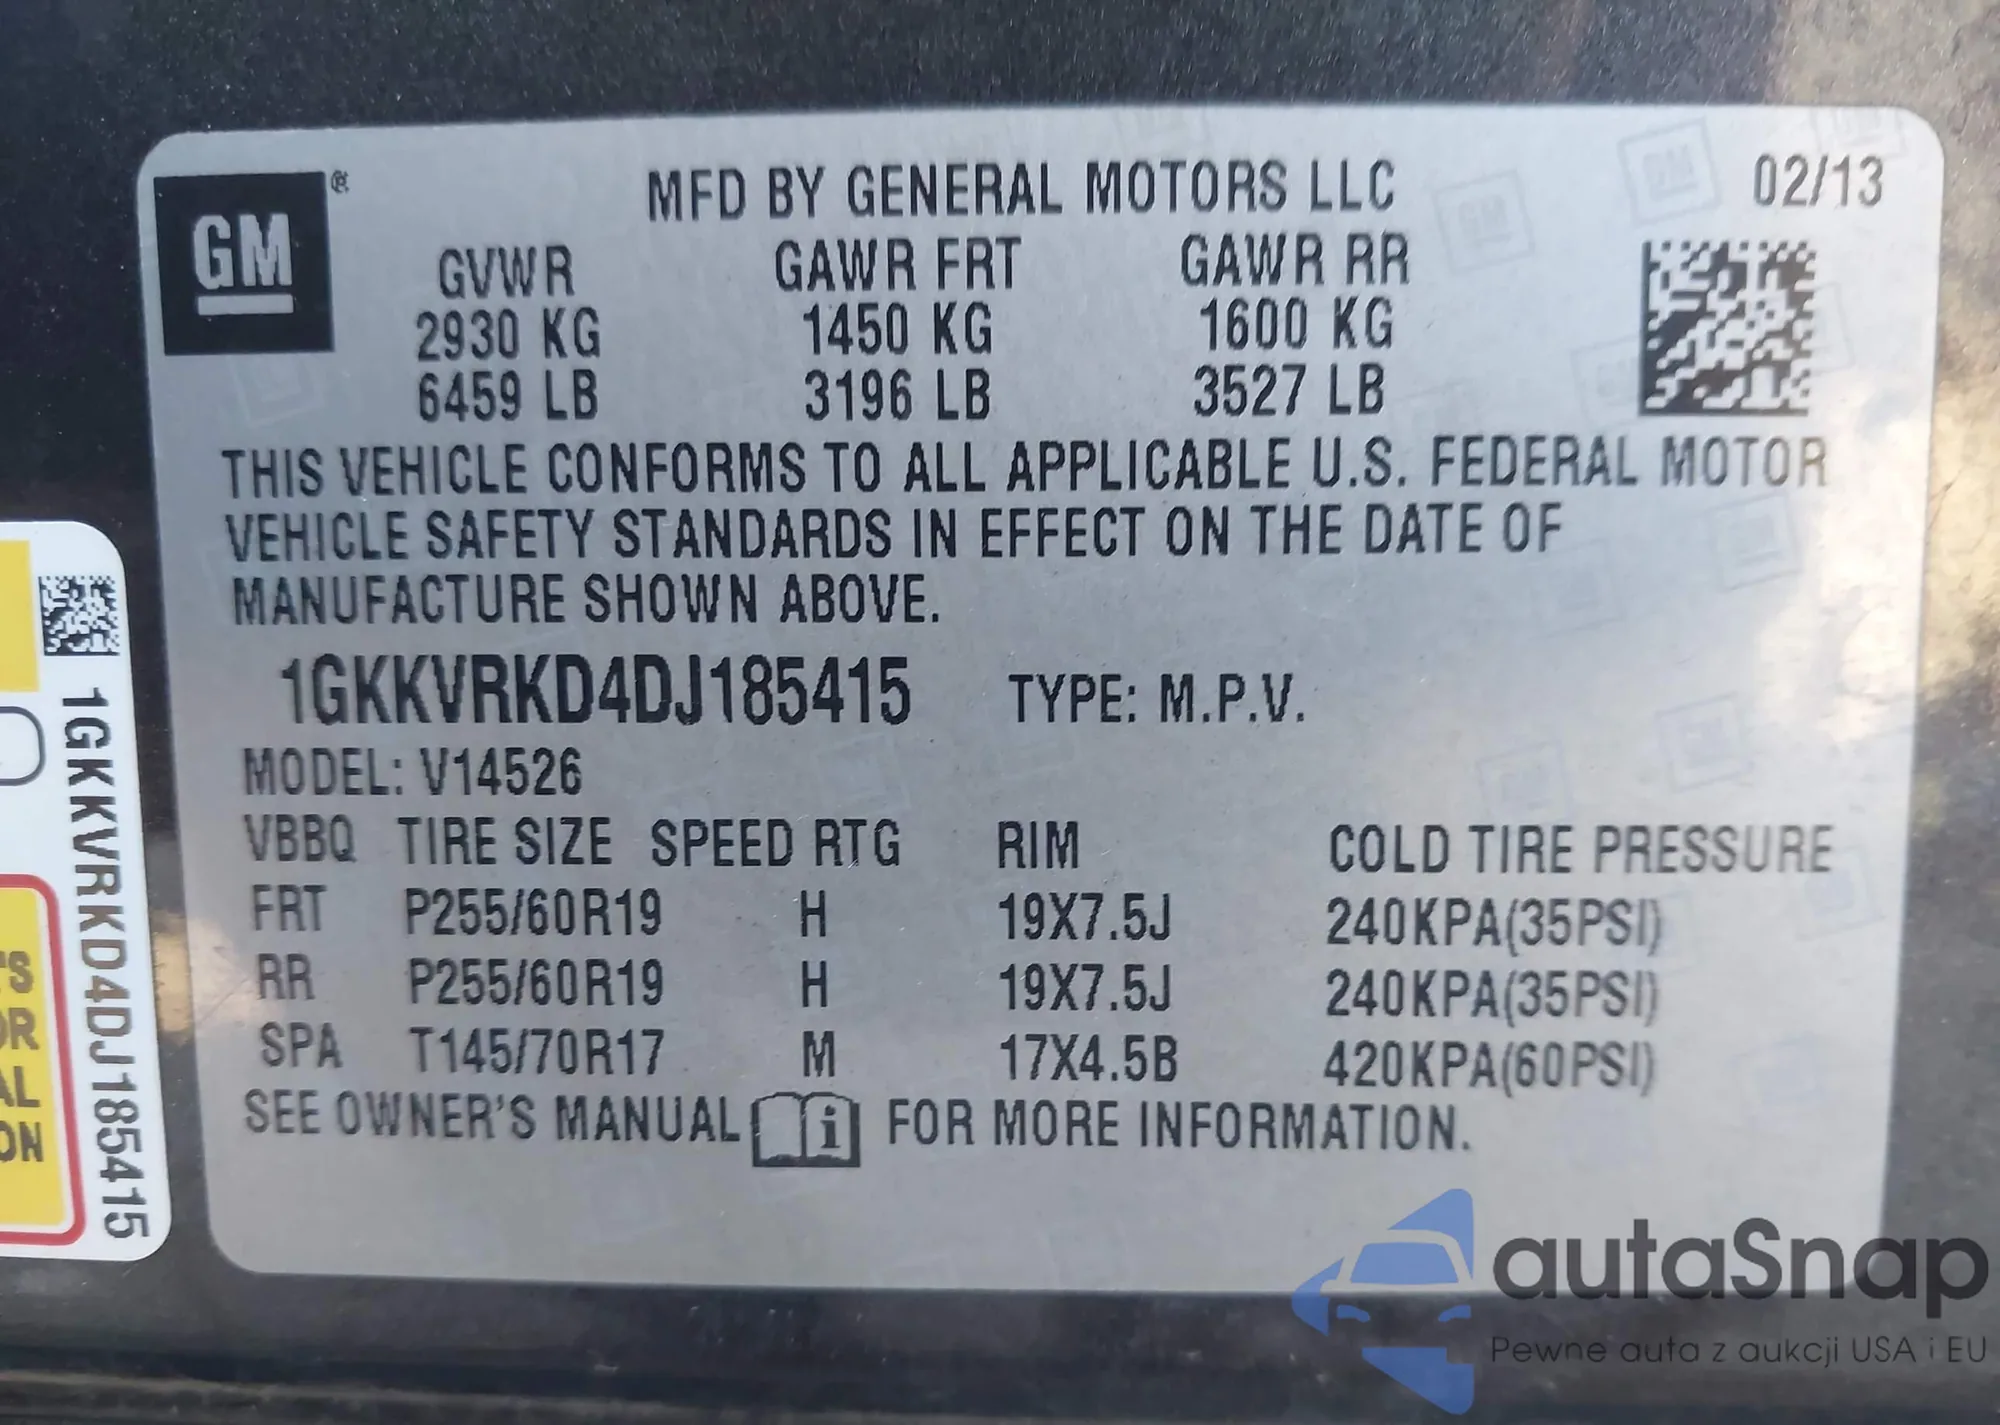 GM ®
MFD BY GENERAL MOTORS LLC 02/13
GVWR GAWR FRT GAWR RR
2930 KG 1450 KG 1600 KG
6459 LB 3196 LB 3527 LB
THIS VEHICLE CONFORMS TO ALL APPLICABLE U.S. FEDERAL MOTOR
VEHICLE SAFETY STANDARDS IN EFFECT ON THE DATE OF
MANUFACTURE SHOWN ABOVE.
1GKKVRKD4DJ185415 TYPE: M.P.V.
MODEL: V14526
VBBQ TIRE SIZE SPEED RTG RIM COLD TIRE PRESSURE
FRT P255/60R19 H 19X7.5J 240KPA(35PSI)
RR P255/60R19 H 19X7.5J 240KPA(35PSI)
SPA T145/70R17 M 17X4.5B 420KPA(60PSI)
SEE OWNER'S MANUAL i FOR MORE INFORMATION.
1GKKVRKD4DJ185415
autaSnap
Pewne auta z aukcji USA i EU